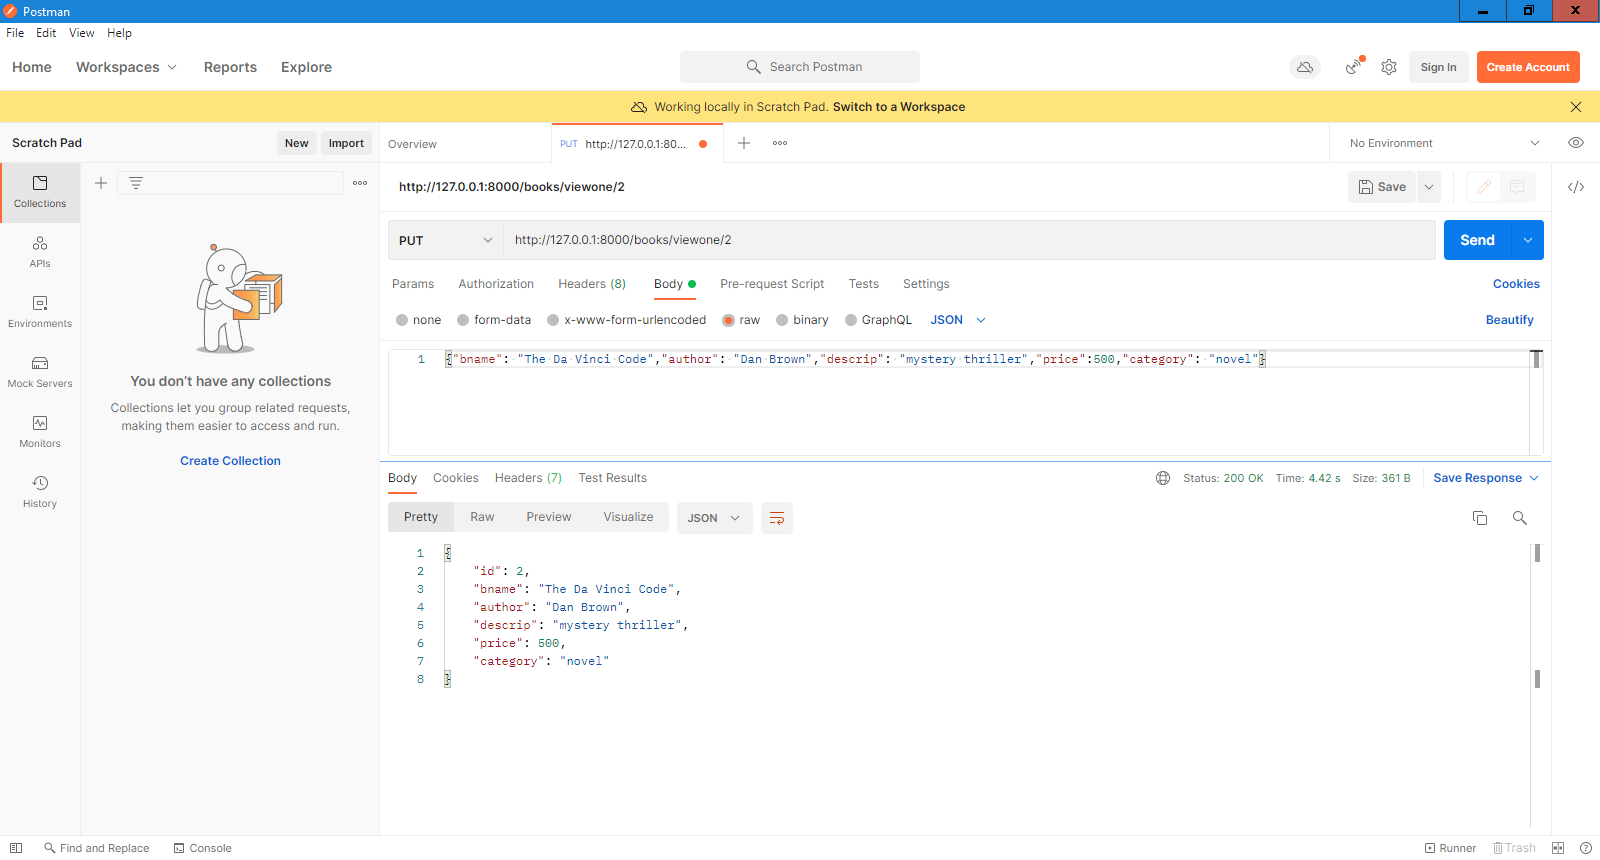 Postman
File Edit View Help
Home Workspaces Reports Explore Search Postman Sign In Create Account
Working locally in Scratch Pad. Switch to a Workspace
Scratch Pad New Import Overview PUT http://127.0.0.1:80... No Environment
http://127.0.0.1:8000/books/viewone/2 Save
Collections
PUT http://127.0.0.1:8000/books/viewone/2 Send
APIs
Params Authorization Headers (8) Body Pre-request Script Tests Settings Cookies
Environments
none form-data x-www-form-urlencoded raw binary GraphQL JSON Beautify
1 {"bname": "The Da Vinci Code","author": "Dan Brown","descrip": "mystery thriller","price":500,"category": "novel"}
Mock Servers
You don't have any collections
Collections let you group related requests,
making them easier to access and run.
Monitors
Create Collection
Body Cookies Headers (7) Test Results Status: 200 OK Time: 4.42 s Size: 361 B Save Response
History
Pretty Raw Preview Visualize JSON
1 {
2 "id": 2,
3 "bname": "The Da Vinci Code",
4 "author": "Dan Brown",
5 "descrip": "mystery thriller",
6 "price": 500,
7 "category": "novel"
8 }
Find and Replace Console Runner Trash